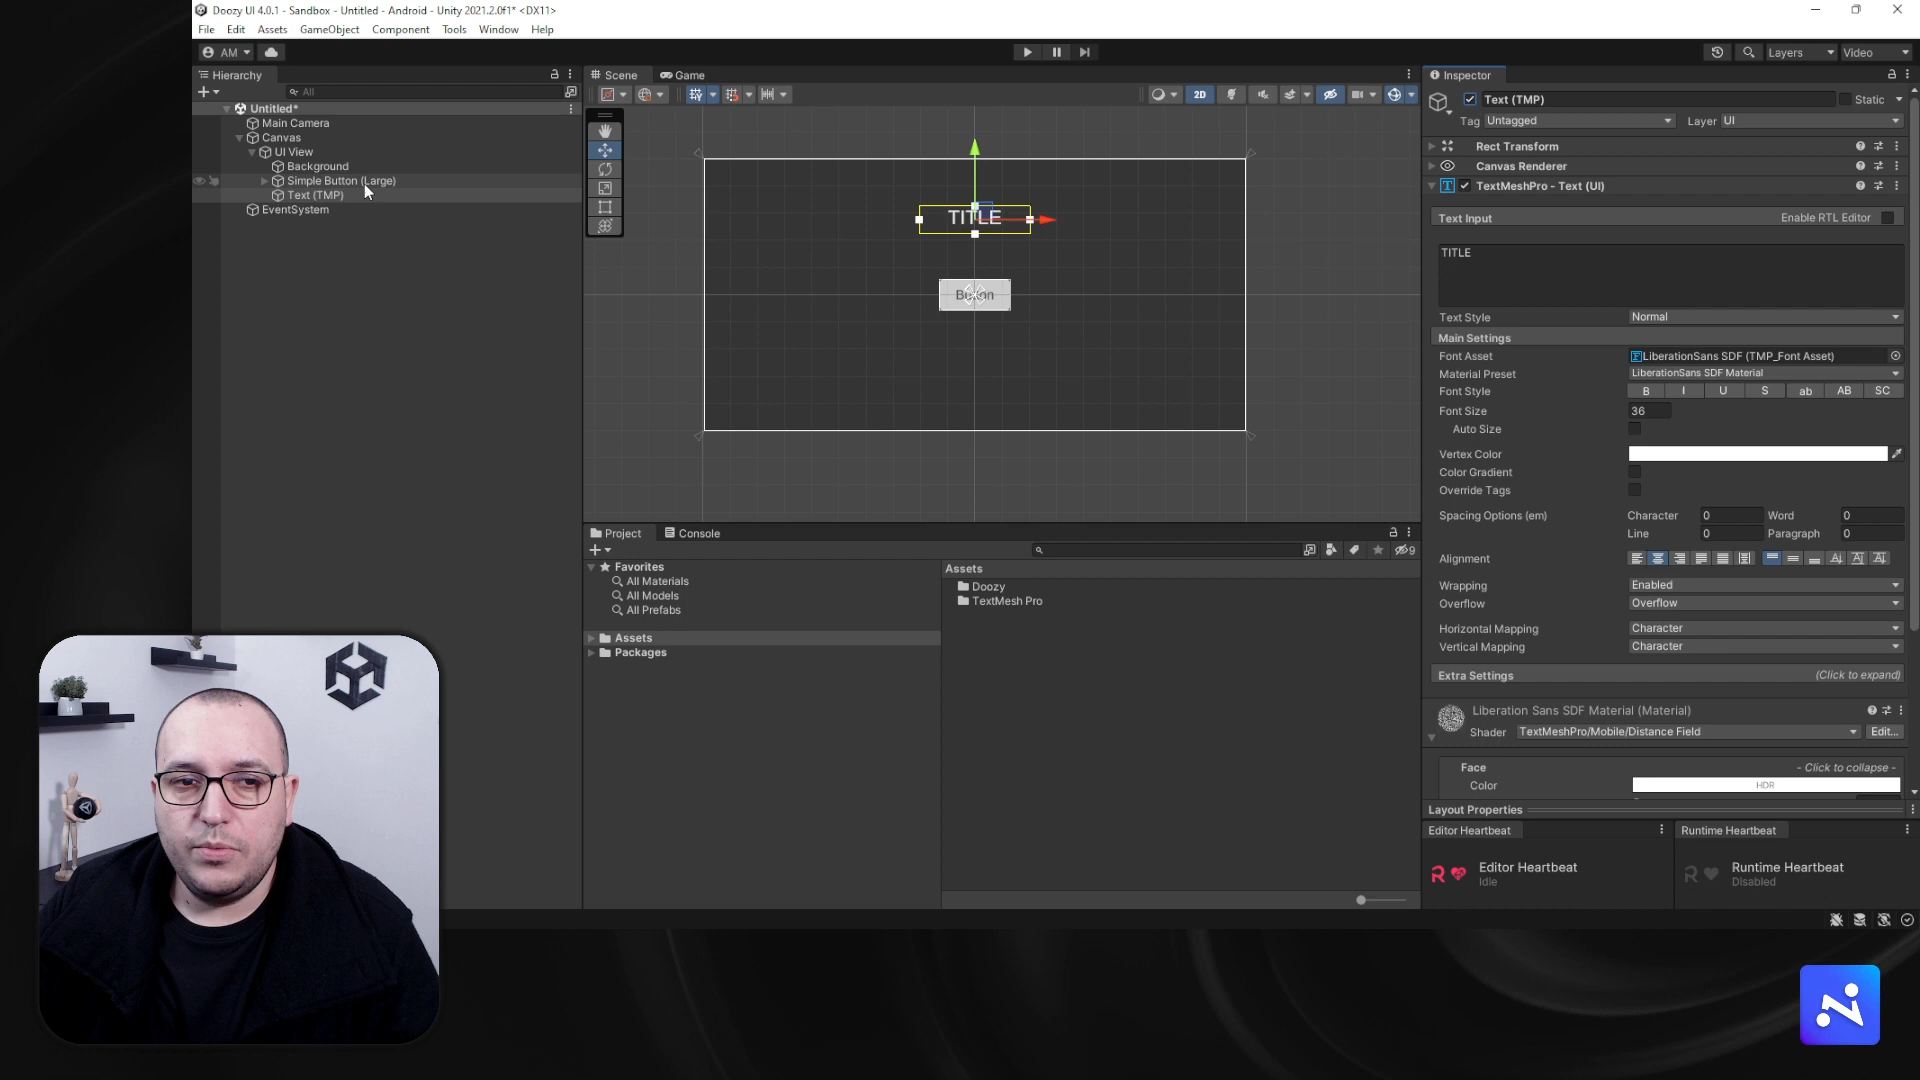 Doozy UI 4.0.1 - Sandbox - Untitled - Android - Unity 2021.2.0f1* <DX11>
File Edit Assets GameObject Component Tools Window Help
AM
Layers
Video
Hierarchy
All
Untitled*
Main Camera
Canvas
UI View
Background
Simple Button (Large)
Text (TMP)
EventSystem
Scene
Game
2D
TITLE
Button
Project
Console
9
Favorites
All Materials
All Models
All Prefabs
Assets
Packages
Assets
Doozy
TextMesh Pro
Inspector
Text (TMP)
Static
Tag Untagged
Layer UI
Rect Transform
Canvas Renderer
TextMeshPro - Text (UI)
Text Input
Enable RTL Editor
TITLE
Text Style Normal
Main Settings
Font Asset LiberationSans SDF (TMP_Font Asset)
Material Preset LiberationSans SDF Material
Font Style B I U S ab AB SC
Font Size 36
Auto Size
Vertex Color
Color Gradient
Override Tags
Spacing Options (em) Character 0 Word 0
Line 0 Paragraph 0
Alignment
Wrapping Enabled
Overflow Overflow
Horizontal Mapping Character
Vertical Mapping Character
Extra Settings (Click to expand)
Liberation Sans SDF Material (Material)
Shader TextMeshPro/Mobile/Distance Field Edit...
Face - Click to collapse -
Color HDR
Layout Properties
Editor Heartbeat
Runtime Heartbeat
Editor Heartbeat
Idle
Runtime Heartbeat
Disabled